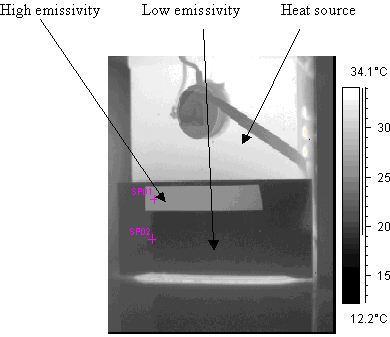 High emissivity Low emissivity Heat source
34.1°C
30
25
SP01
20
SP02
15
12.2°C